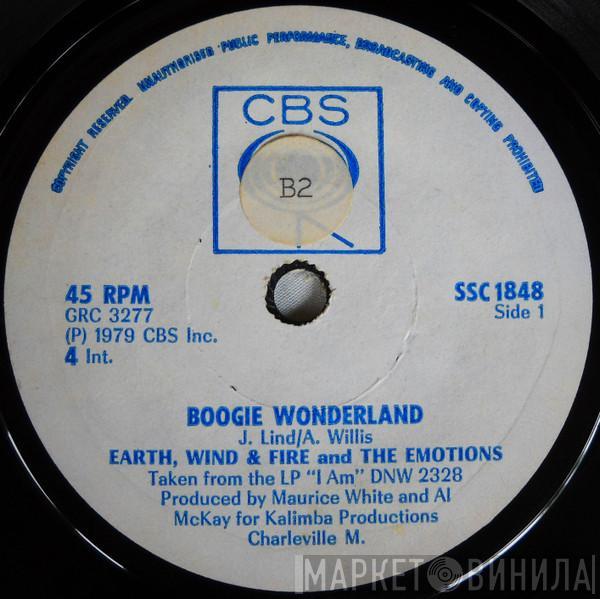 COPYRIGHT RESERVED. UNAUTHORISED PUBLIC PERFORMANCE, BROADCASTING AND COPYING PROHIBITED
CBS
B2
45 RPM
GRC 3277
(P) 1979 CBS Inc.
4 Int.
SSC 1848
Side 1
BOOGIE WONDERLAND
J. Lind/A. Willis
EARTH, WIND & FIRE and THE EMOTIONS
Taken from the LP "I Am" DNW 2328
Produced by Maurice White and Al
McKay for Kalimba Productions
Charleville M.
МАРКЕТ ВИНИЛА